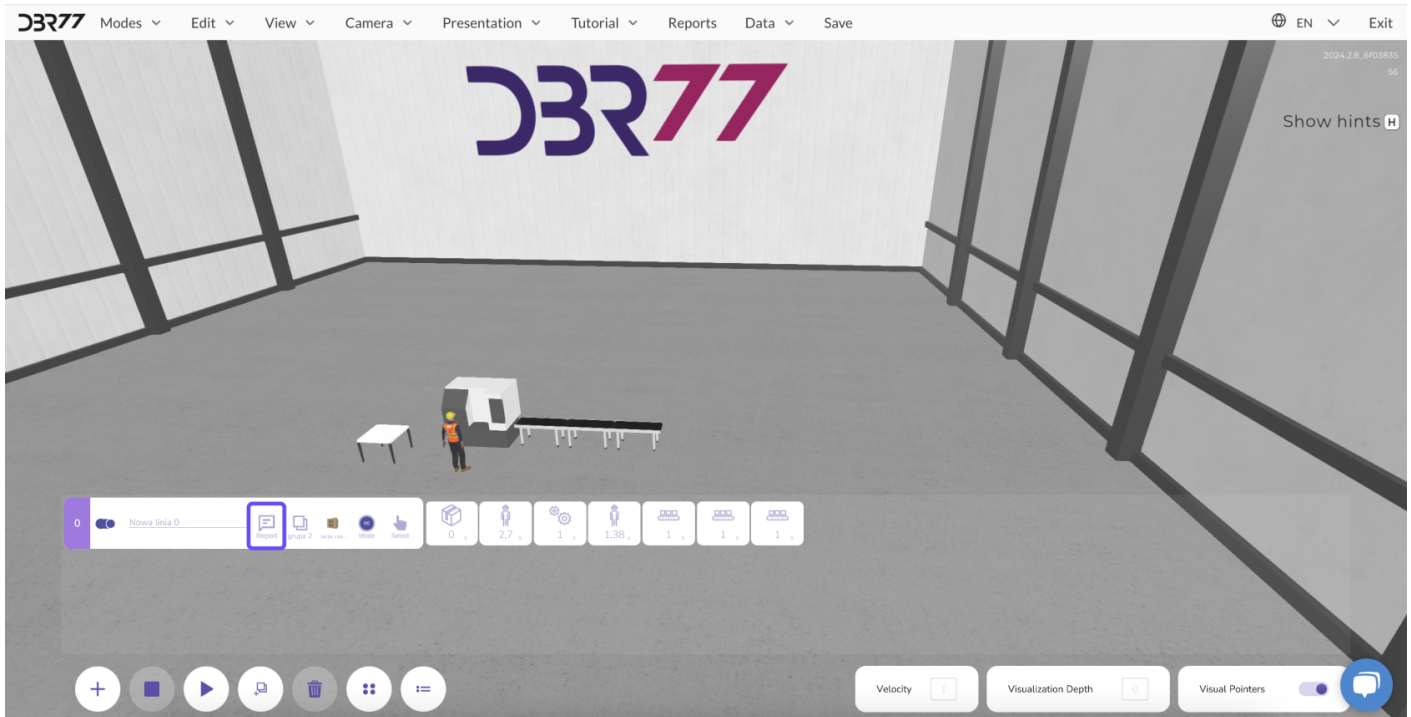 DBR77 Modes Edit View Camera Presentation Tutorial Reports Data Save EN Exit
2024.2.8_6f03835
56
DBR77
Show hints H
0 Nowa linia 0 Report grupa 2 Mode Select 0 s 2,7 s 1 s 1,38 s 1 s 1 s 1 s
Velocity 1 Visualization Depth 0 Visual Pointers